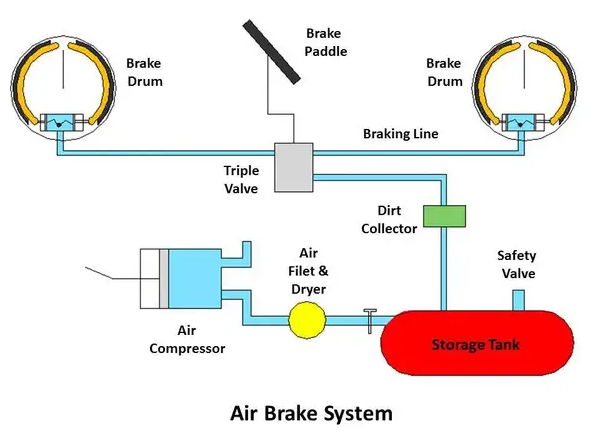 Brake
Paddle
Brake
Drum
Brake
Drum
Braking Line
Triple
Valve
Dirt
Collector
Air
Filet &
Dryer
Safety
Valve
Air
Compressor
Storage Tank
Air Brake System